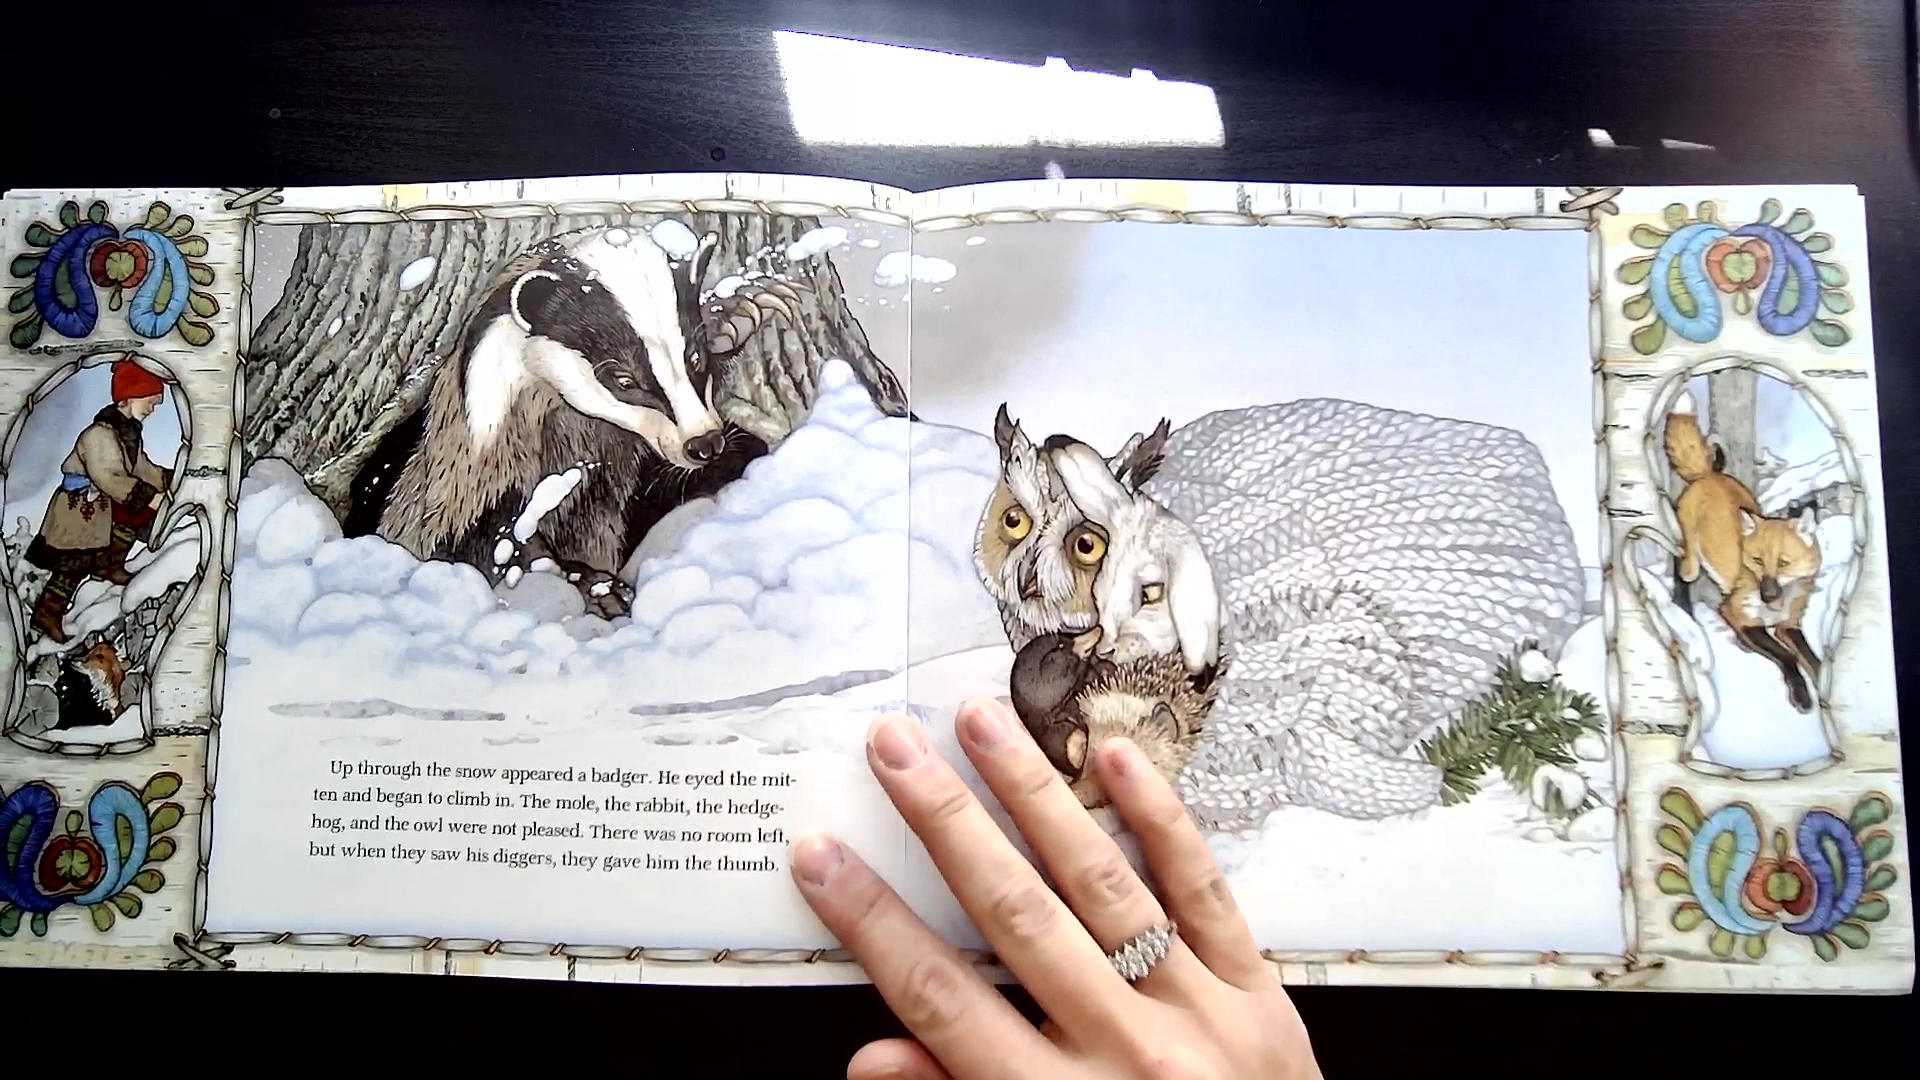 Up through the snow appeared a badger. He eyed the mit-
ten and began to climb in. The mole, the rabbit, the hedge-
hog, and the owl were not pleased. There was no room left,
but when they saw his diggers, they gave him the thumb.